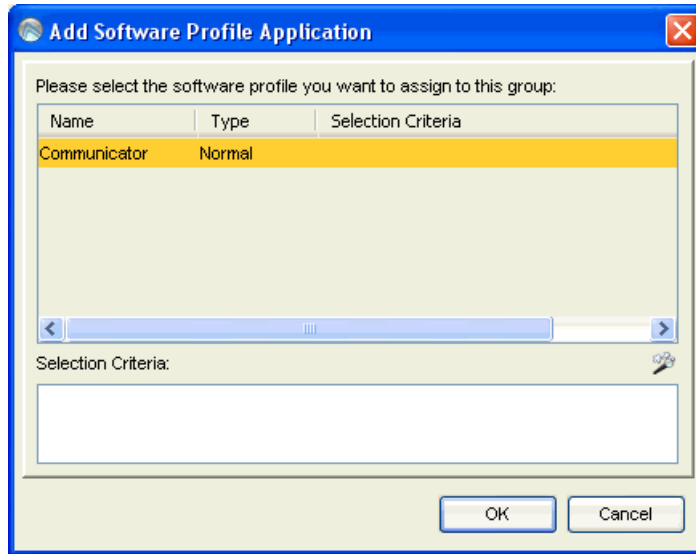 Add Software Profile Application
Please select the software profile you want to assign to this group:
Name Type Selection Criteria
Communicator Normal
Selection Criteria:
OK Cancel